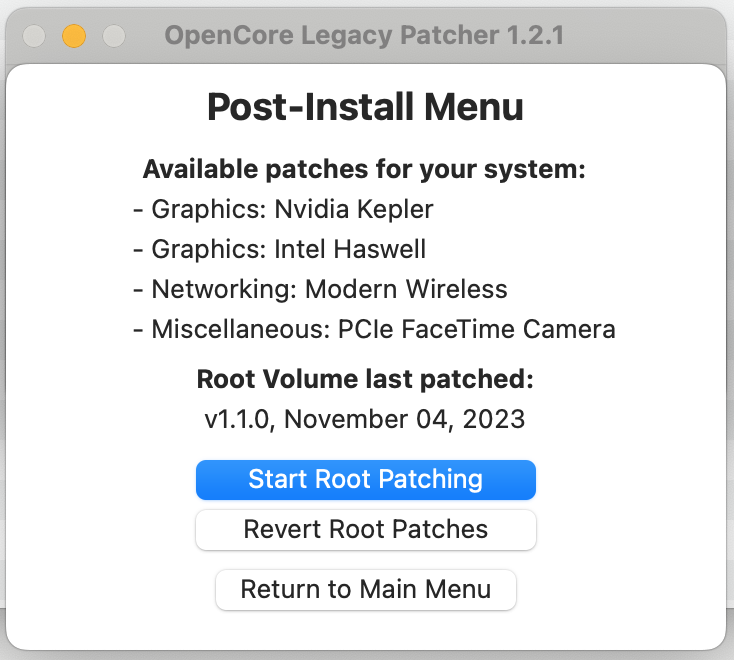 OpenCore Legacy Patcher 1.2.1
Post-Install Menu
Available patches for your system:
- Graphics: Nvidia Kepler
- Graphics: Intel Haswell
- Networking: Modern Wireless
- Miscellaneous: PCIe FaceTime Camera
Root Volume last patched:
v1.1.0, November 04, 2023
Start Root Patching
Revert Root Patches
Return to Main Menu